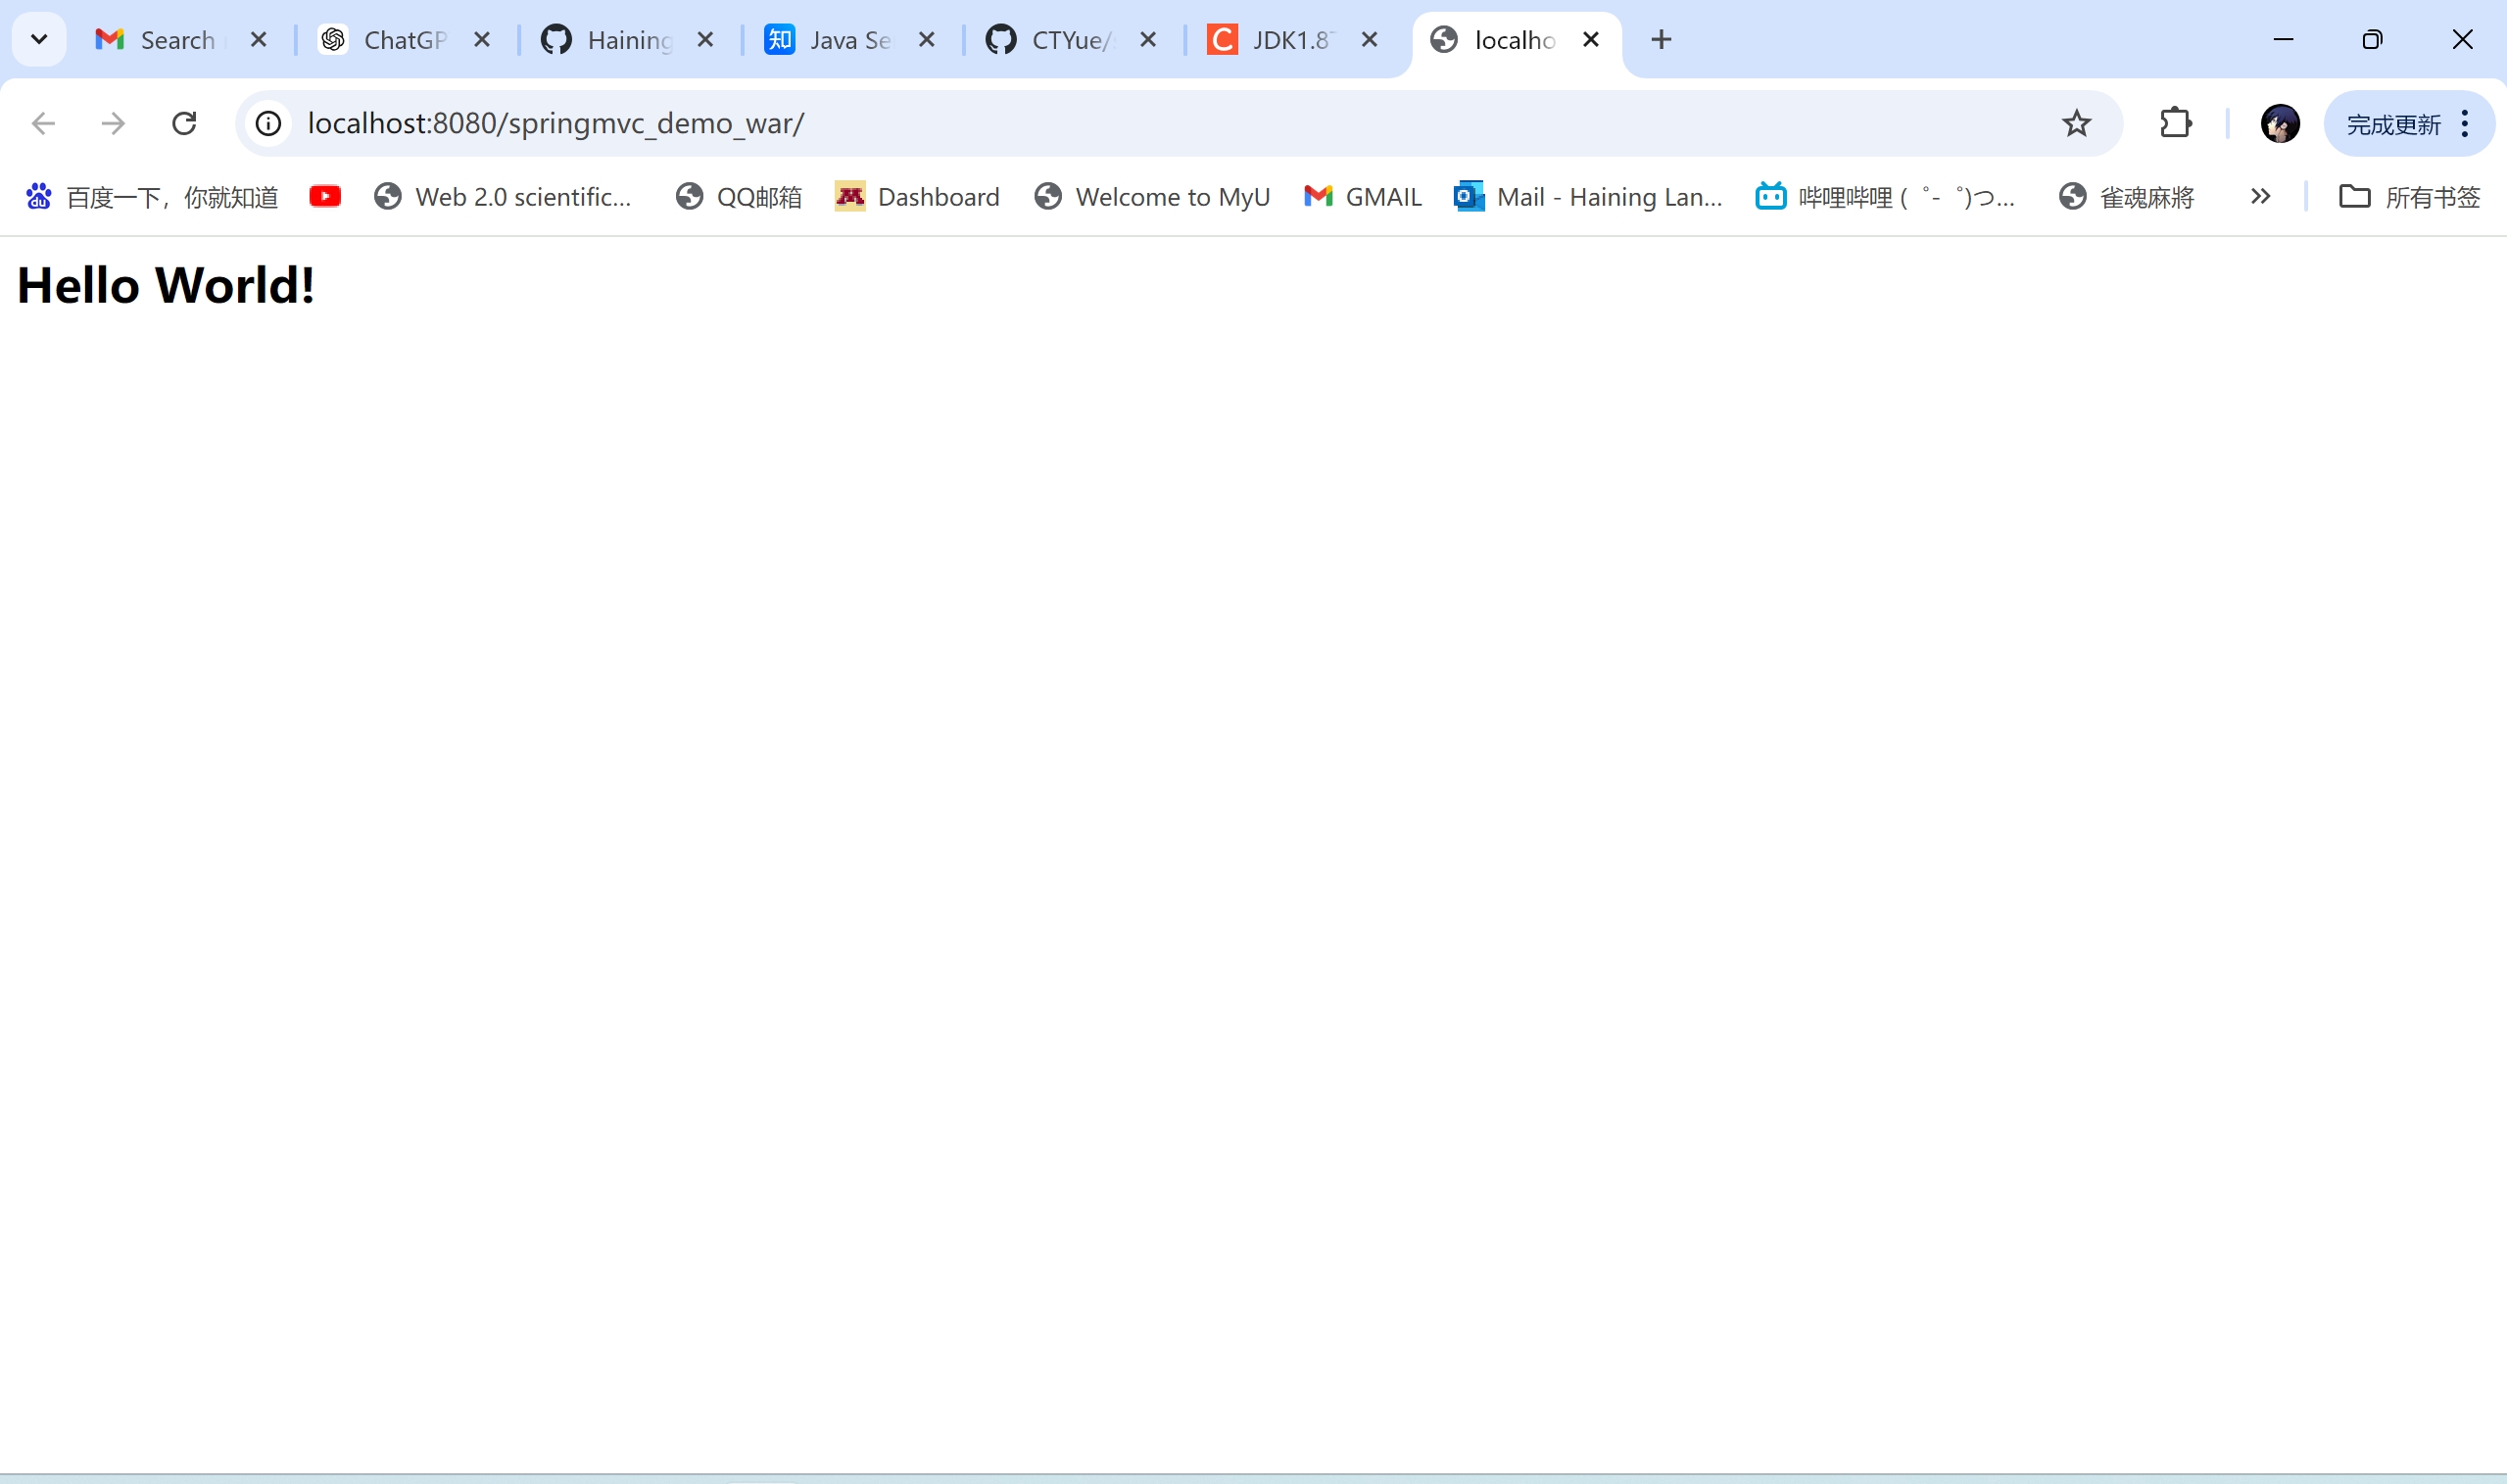 Search
ChatGP
Haining
知
Java Se
CTYue/
C
JDK1.8
localho
localhost:8080/springmvc_demo_war/
完成更新
du
百度一下，你就知道
Web 2.0 scientific...
QQ邮箱
M
Dashboard
Welcome to MyU
GMAIL
Mail - Haining Lan...
哔哩哔哩 ( ゜- ゜)つ...
雀魂麻將
所有书签
Hello World!